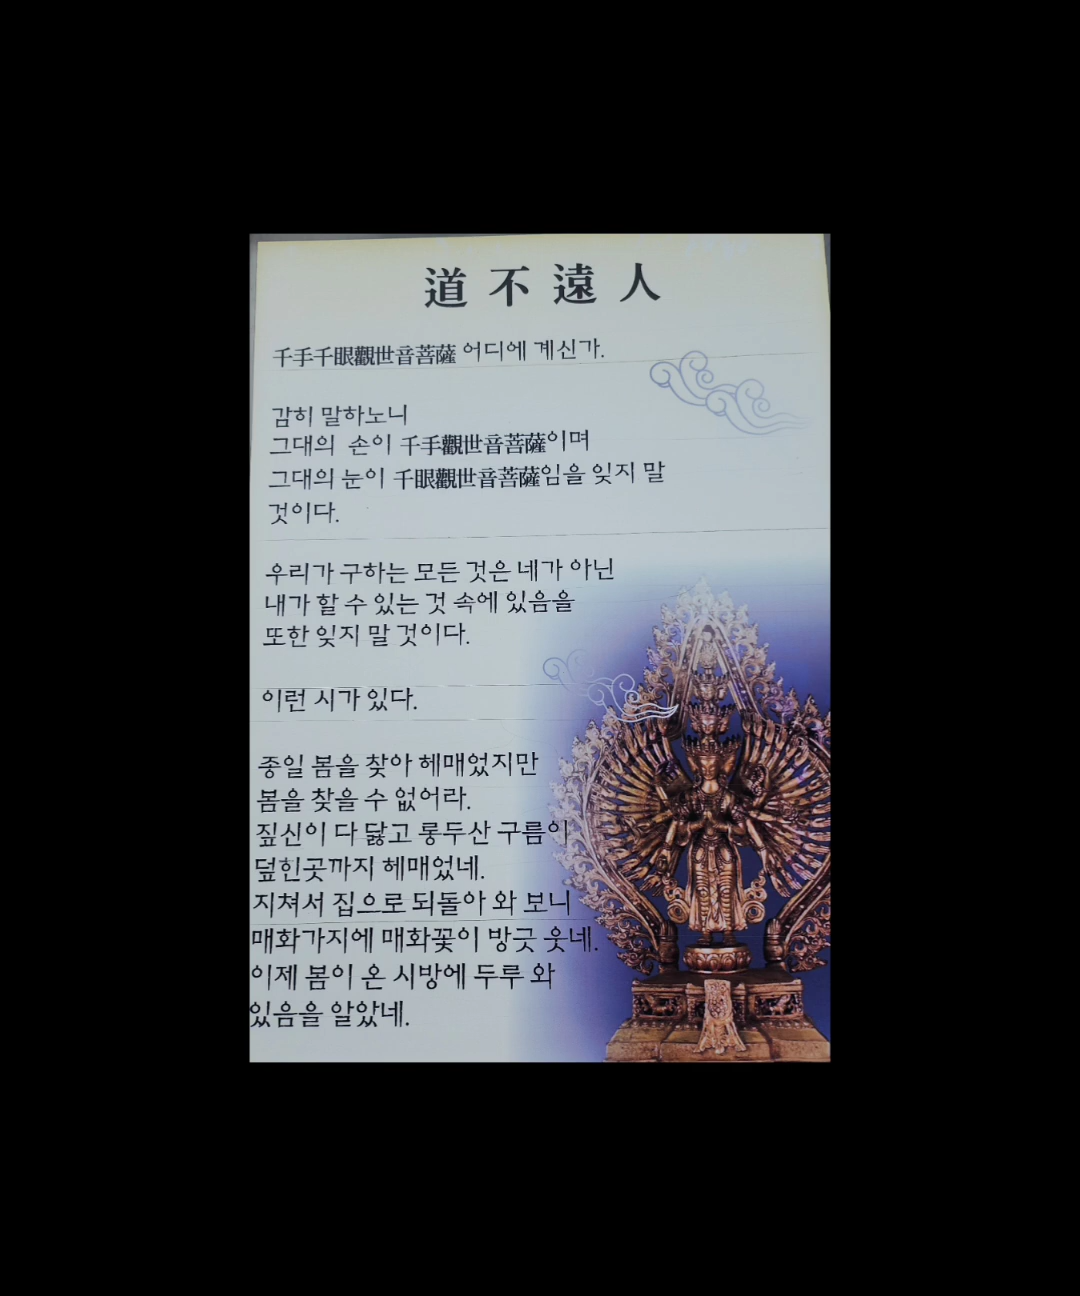 道不遠人
千手千眼觀世音菩薩 어디에 계신가.
감히 말하노니
그대의 손이 千手觀世音菩薩이며
그대의 눈이 千眼觀世音菩薩임을 잊지 말
것이다.
우리가 구하는 모든 것은 네가 아닌
내가 할 수 있는 것 속에 있음을
또한 잊지 말 것이다.
이런 시가 있다.
종일 봄을 찾아 헤매었지만
봄을 찾을 수 없어라.
짚신이 다 닳고 롱두산 구름이
덮힌곳까지 헤매었네.
지쳐서 집으로 되돌아 와 보니
매화가지에 매화꽃이 방긋 웃네.
이제 봄이 온 시방에 두루 와
있음을 알았네.